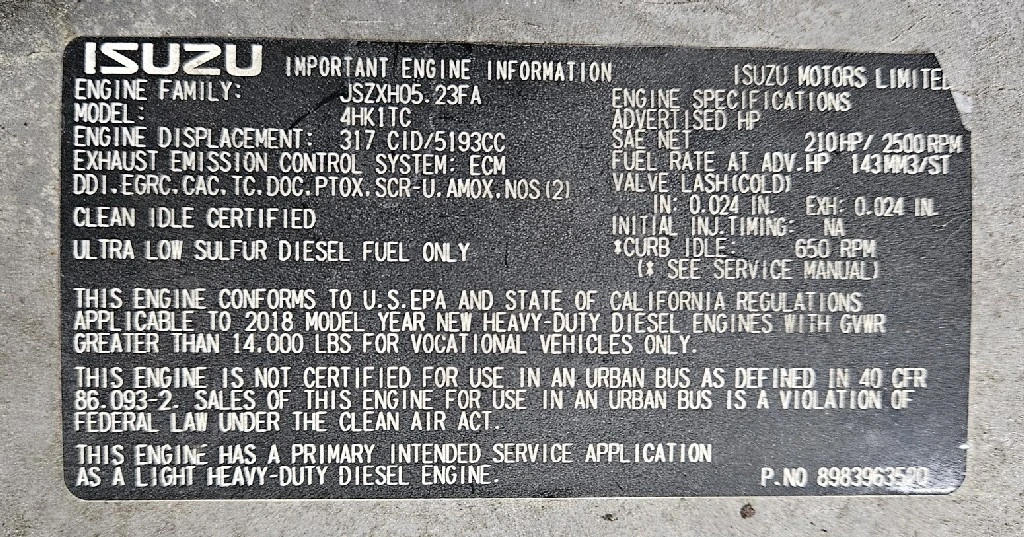 ISUZU IMPORTANT ENGINE INFORMATION ISUZU MOTORS LIMITED
ENGINE FAMILY: JSZXH05.23FA
MODEL: 4HK1TC
ENGINE DISPLACEMENT: 317 CID/5193CC
EXHAUST EMISSION CONTROL SYSTEM: ECM
DDI.EGRC.CAC.TC.DOC.PTOX.SCR-U.AMOX.NOS(2)
CLEAN IDLE CERTIFIED
ULTRA LOW SULFUR DIESEL FUEL ONLY
ENGINE SPECIFICATIONS
ADVERTISED HP
SAE NET 210HP/2500RPM
FUEL RATE AT ADV.HP 143MM3/ST
VALVE LASH(COLD)
IN: 0.024 IN. EXH: 0.024 IN.
INITIAL INJ.TIMING: NA
*CURB IDLE: 650 RPM
(* SEE SERVICE MANUAL)
THIS ENGINE CONFORMS TO U.S.EPA AND STATE OF CALIFORNIA REGULATIONS
APPLICABLE TO 2018 MODEL YEAR NEW HEAVY-DUTY DIESEL ENGINES WITH GVWR
GREATER THAN 14.000 LBS FOR VOCATIONAL VEHICLES ONLY.
THIS ENGINE IS NOT CERTIFIED FOR USE IN AN URBAN BUS AS DEFINED IN 40 CFR
86.093-2. SALES OF THIS ENGINE FOR USE IN AN URBAN BUS IS A VIOLATION OF
FEDERAL LAW UNDER THE CLEAN AIR ACT.
THIS ENGINE HAS A PRIMARY INTENDED SERVICE APPLICATION
AS A LIGHT HEAVY-DUTY DIESEL ENGINE.
P.NO 8983963520